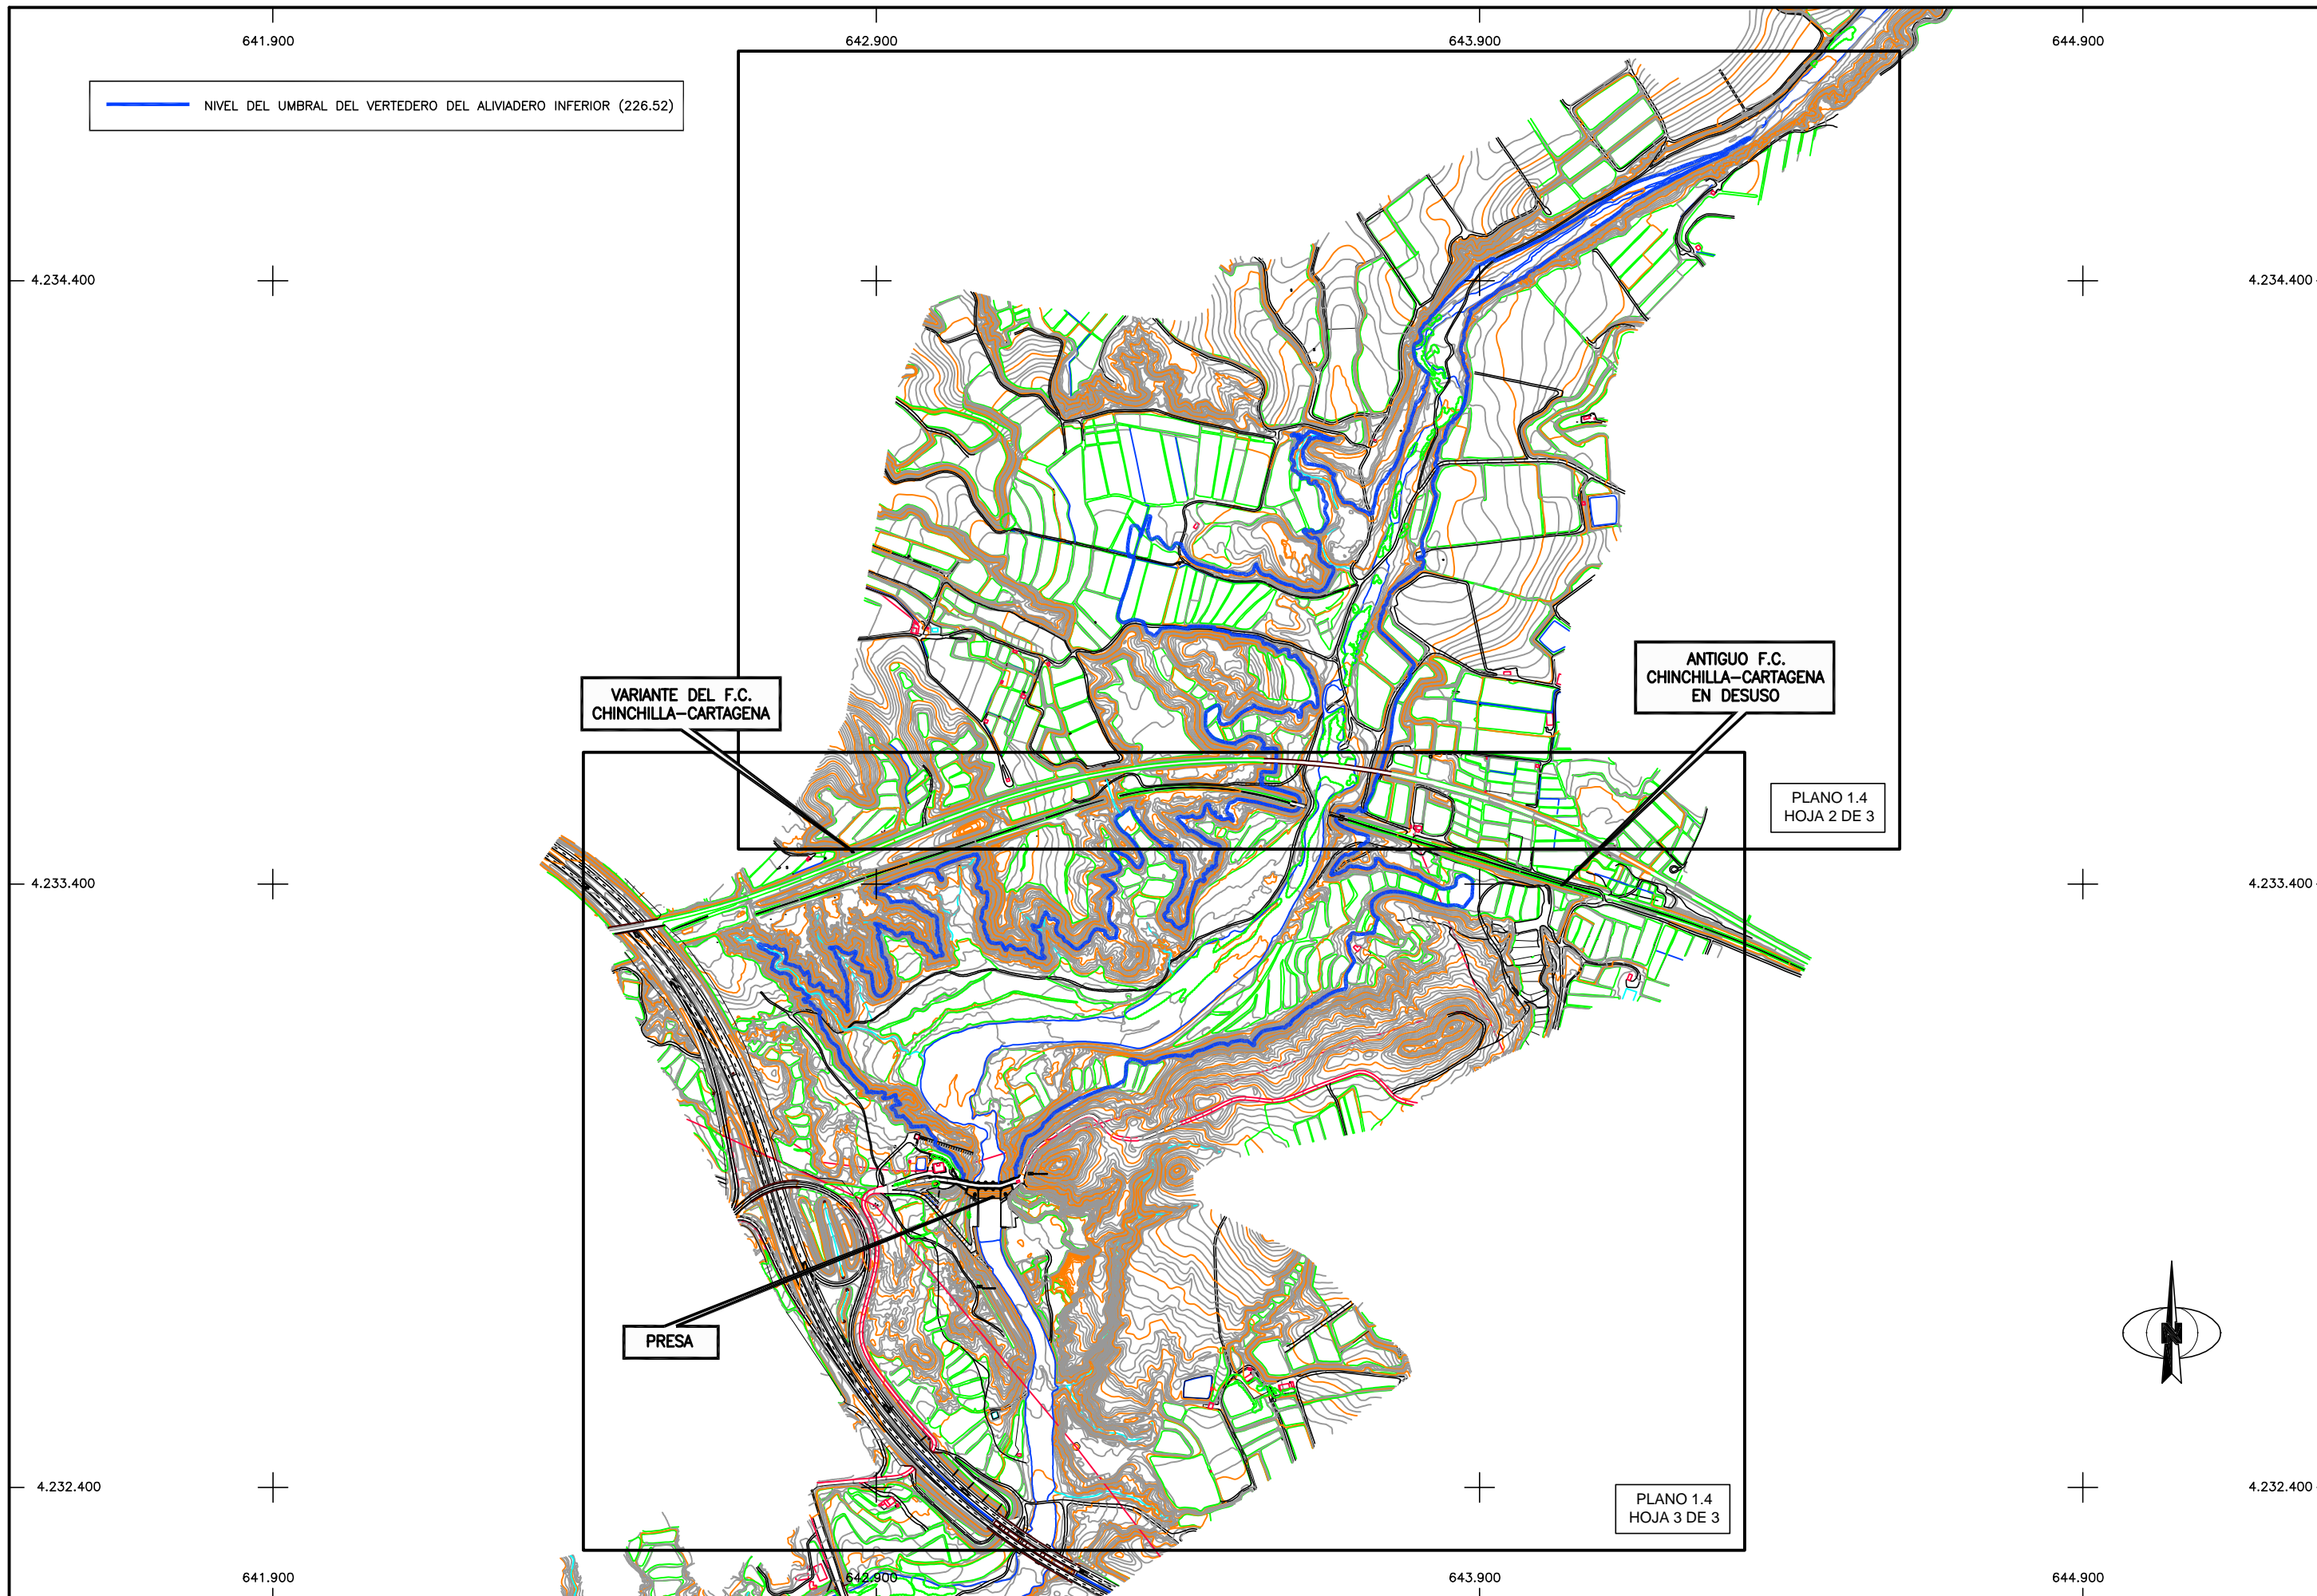 641.900
642.900
643.900
644.900
NIVEL DEL UMBRAL DEL VERTEDERO DEL ALIVIADERO INFERIOR (226.52)
4.234.400
4.234.400
VARIANTE DEL F.C.
CHINCHILLA-CARTAGENA
ANTIGUO F.C.
CHINCHILLA-CARTAGENA
EN DESUSO
PLANO 1.4
HOJA 2 DE 3
4.233.400
4.233.400
PRESA
N
4.232.400
4.232.400
PLANO 1.4
HOJA 3 DE 3
641.900
642.900
643.900
644.900